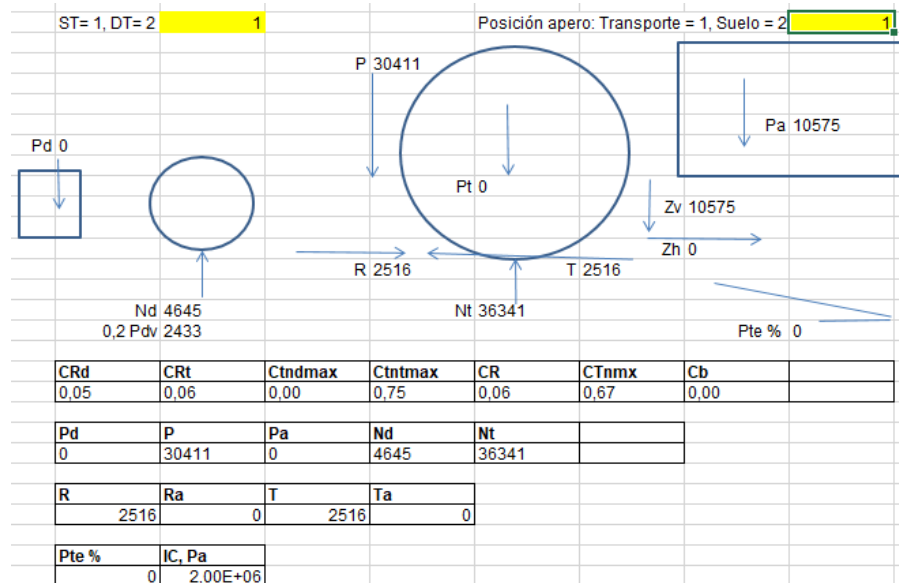 ST= 1, DT= 2 1 Posición apero: Transporte = 1, Suelo = 2 1
P 30411
Pa 10575
Pd 0
Pt 0
Zv 10575
Zh 0
R 2516 T 2516
Nd 4645 Nt 36341
0,2 Pdv 2433 Pte % 0
CRd CRt Ctndmax Ctntmax CR CTnmx Cb
0,05 0,06 0,00 0,75 0,06 0,67 0,00
Pd P Pa Nd Nt
0 30411 0 4645 36341
R Ra T Ta
2516 0 2516 0
Pte % IC, Pa
0 2.00E+06